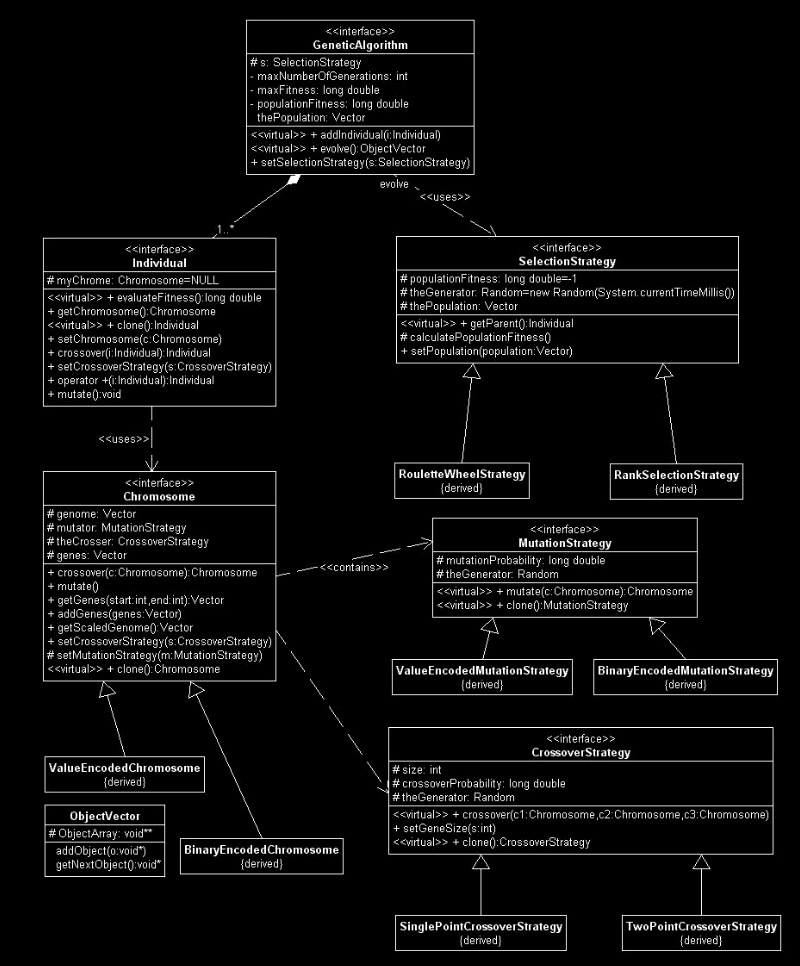 <<interface>>
GeneticAlgorithm
# s: SelectionStrategy
- maxNumberOfGenerations: int
- maxFitness: long double
- populationFitness: long double
thePopulation: Vector
<<virtual>> + addIndividual(i:Individual)
<<virtual>> + evolve():ObjectVector
+ setSelectionStrategy(s:SelectionStrategy)
evolve
<<uses>>
1..*
<<interface>>
Individual
# myChrome: Chromosome=NULL
<<virtual>> + evaluateFitness():long double
+ getChromosome():Chromosome
<<virtual>> + clone():Individual
+ setChromosome(c:Chromosome)
+ crossover(i:Individual):Individual
+ setCrossoverStrategy(s:CrossoverStrategy)
+ operator +(i:Individual):Individual
+ mutate():void
<<interface>>
SelectionStrategy
# populationFitness: long double=-1
# theGenerator: Random=new Random(System.currentTimeMillis())
# thePopulation: Vector
<<virtual>> + getParent():Individual
# calculatePopulationFitness()
+ setPopulation(population:Vector)
<<uses>>
RouletteWheelStrategy
{derived}
RankSelectionStrategy
{derived}
<<interface>>
Chromosome
# genome: Vector
# mutator: MutationStrategy
# theCrosser: CrossoverStrategy
# genes: Vector
+ crossover(c:Chromosome):Chromosome
+ mutate()
+ getGenes(start:int,end:int):Vector
+ addGenes(genes:Vector)
+ getScaledGenome():Vector
+ setCrossoverStrategy(s:CrossoverStrategy)
# setMutationStrategy(m:MutationStrategy)
<<virtual>> + clone():Chromosome
<<contains>>
<<interface>>
MutationStrategy
# mutationProbability: long double
# theGenerator: Random
<<virtual>> + mutate(c:Chromosome):Chromosome
<<virtual>> + clone():MutationStrategy
ValueEncodedMutationStrategy
{derived}
BinaryEncodedMutationStrategy
{derived}
ValueEncodedChromosome
{derived}
ObjectVector
# ObjectArray: void**
addObject(o:void*)
getNextObject():void*
BinaryEncodedChromosome
{derived}
<<interface>>
CrossoverStrategy
# size: int
# crossoverProbability: long double
# theGenerator: Random
<<virtual>> + crossover(c1:Chromosome,c2:Chromosome,c3:Chromosome)
+ setGeneSize(s:int)
<<virtual>> + clone():CrossoverStrategy
SinglePointCrossoverStrategy
{derived}
TwoPointCrossoverStrategy
{derived}